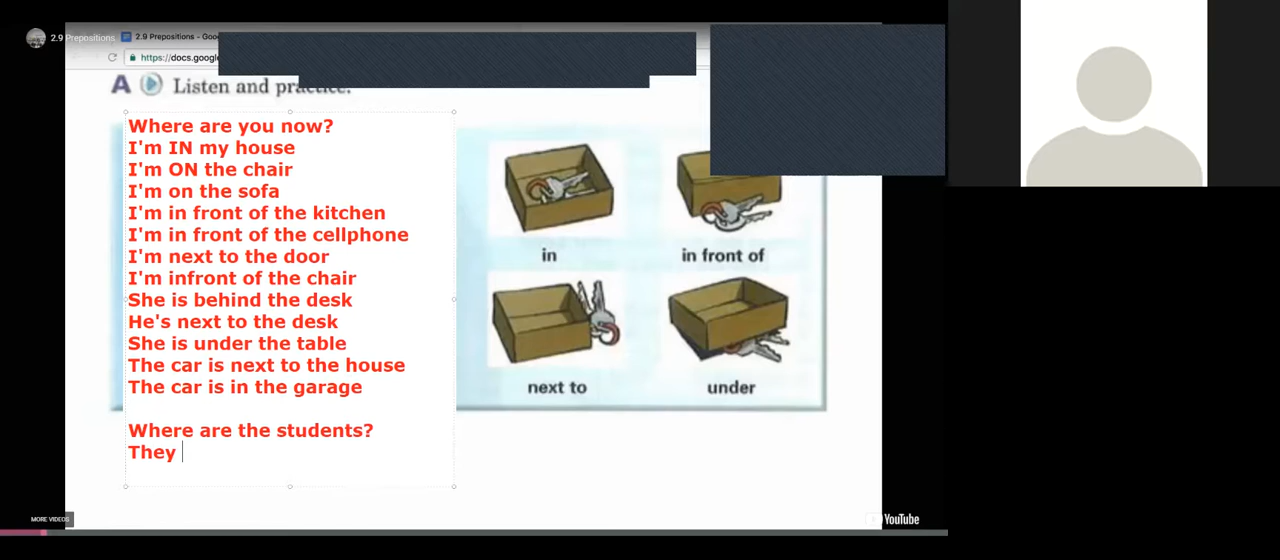 2.9 Prepositions
2.9 Prepositions - Goo
https://docs.google
A Listen and practice.
Where are you now?
I'm IN my house
I'm ON the chair
I'm on the sofa
I'm in front of the kitchen
I'm in front of the cellphone
I'm next to the door
I'm infront of the chair
She is behind the desk
He's next to the desk
She is under the table
The car is next to the house
The car is in the garage
Where are the students?
They
in
in front of
next to
under
MORE VIDEOS
YouTube